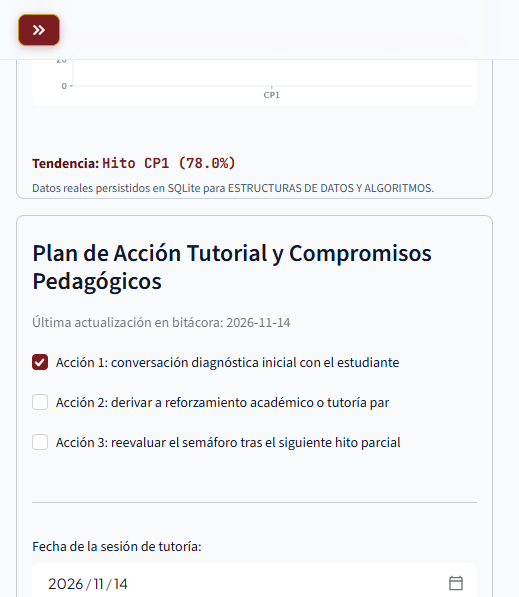 20
0
CP1
Tendencia: Hito CP1 (78.0%)
Datos reales persistidos en SQLite para ESTRUCTURAS DE DATOS Y ALGORITMOS.
Plan de Acción Tutorial y Compromisos
Pedagógicos
Última actualización en bitácora: 2026-11-14
Acción 1: conversación diagnóstica inicial con el estudiante
Acción 2: derivar a reforzamiento académico o tutoría par
Acción 3: reevaluar el semáforo tras el siguiente hito parcial
Fecha de la sesión de tutoría:
2026/11/14